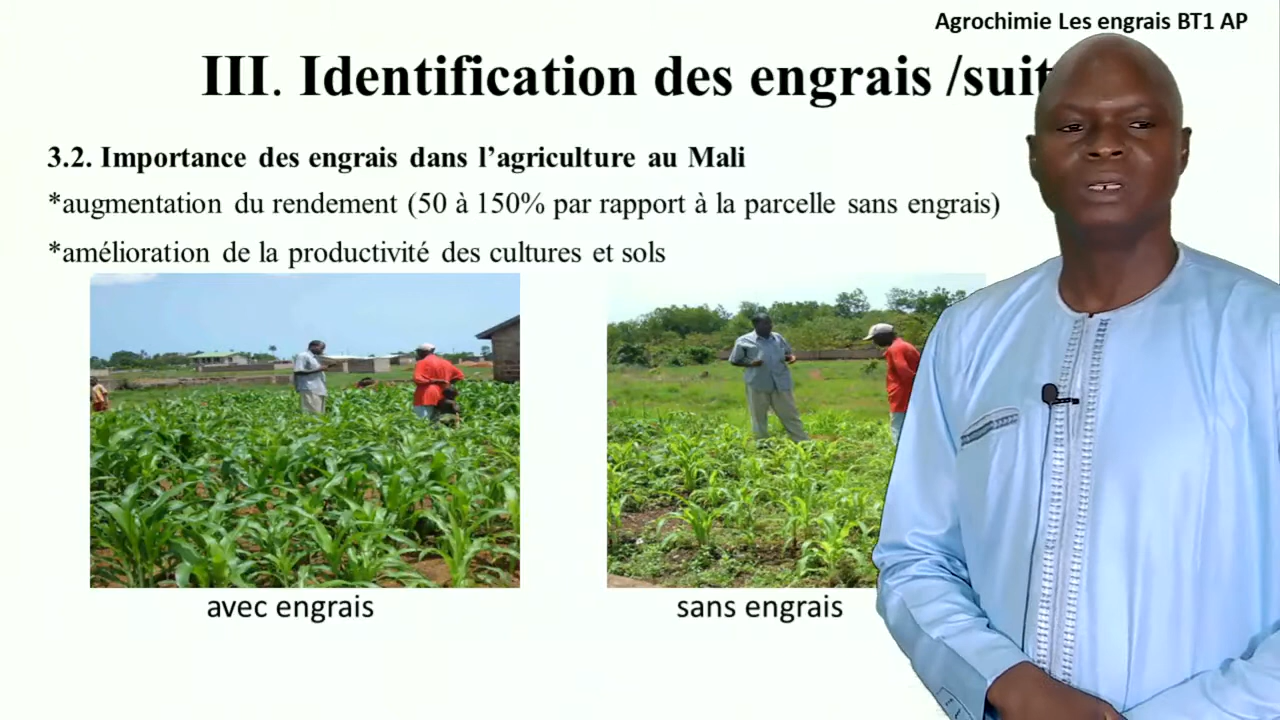 Agrochimie Les engrais BT1 AP
III. Identification des engrais /suit
3.2. Importance des engrais dans l’agriculture au Mali
*augmentation du rendement (50 à 150% par rapport à la parcelle sans engrais)
*amélioration de la productivité des cultures et sols
avec engrais
sans engrais